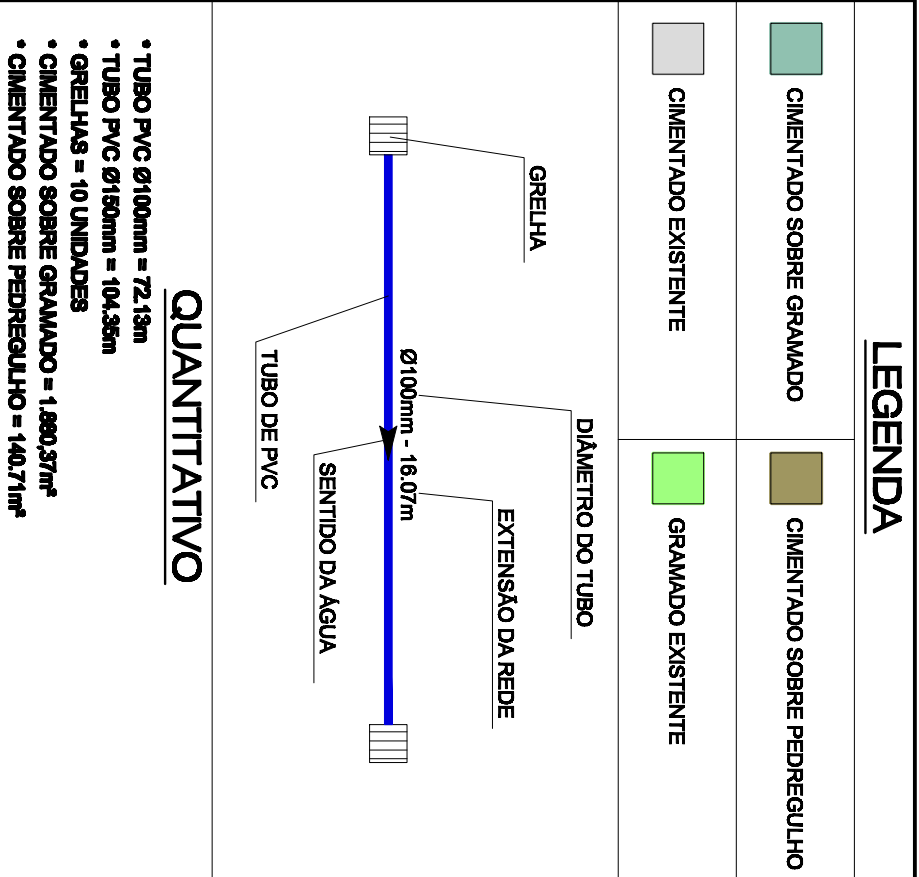 LEGENDA
CIMENTADO SOBRE GRAMADO
CIMENTADO SOBRE PEDREGULHO
CIMENTADO EXISTENTE
GRAMADO EXISTENTE
DIÂMETRO DO TUBO
GRELHA
EXTENSÃO DA REDE
Ø100mm - 16.07m
SENTIDO DA ÁGUA
TUBO DE PVC
QUANTITATIVO
* TUBO PVC Ø100mm = 72.13m
* TUBO PVC Ø150mm = 104.35m
* GRELHAS = 10 UNIDADES
* CIMENTADO SOBRE GRAMADO = 1.880,37m²
* CIMENTADO SOBRE PEDREGULHO = 140.71m²